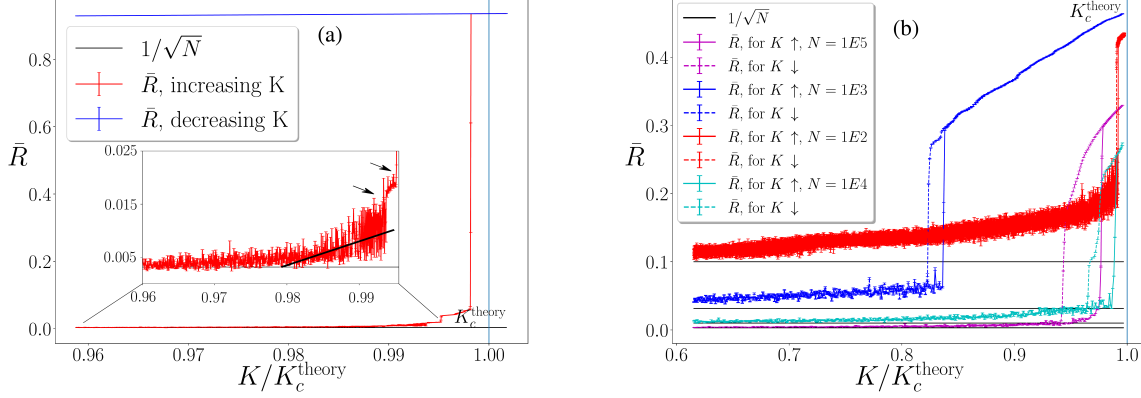 (a)
1/√N
R̄, increasing K
R̄, decreasing K
R̄
0.8
0.6
0.4
0.2
0.0
0.025
0.015
0.005
0.96
0.97
0.98
0.99
K_c^theory
0.96
0.97
0.98
0.99
1.00
K/K_c^theory
(b)
K_c^theory
1/√N
R̄, for K ↑, N = 1E5
R̄, for K ↓
R̄, for K ↑, N = 1E3
R̄, for K ↓
R̄, for K ↑, N = 1E2
R̄, for K ↓
R̄, for K ↑, N = 1E4
R̄, for K ↓
R̄
0.4
0.3
0.2
0.1
0.0
0.6
0.7
0.8
0.9
1.0
K/K_c^theory